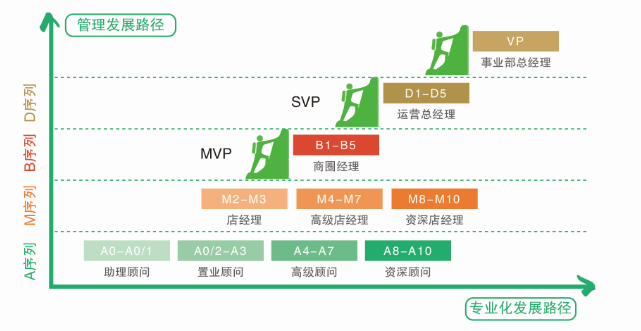 管理发展路径
VP
事业部总经理
D序列
SVP
D1-D5
运营总经理
B序列
MVP
B1-B5
商圈经理
M序列
M2-M3
M4-M7
M8-M10
店经理
高级店经理
资深店经理
A序列
A0-A0/1
A0/2-A3
A4-A7
A8-A10
助理顾问
置业顾问
高级顾问
资深顾问
专业化发展路径